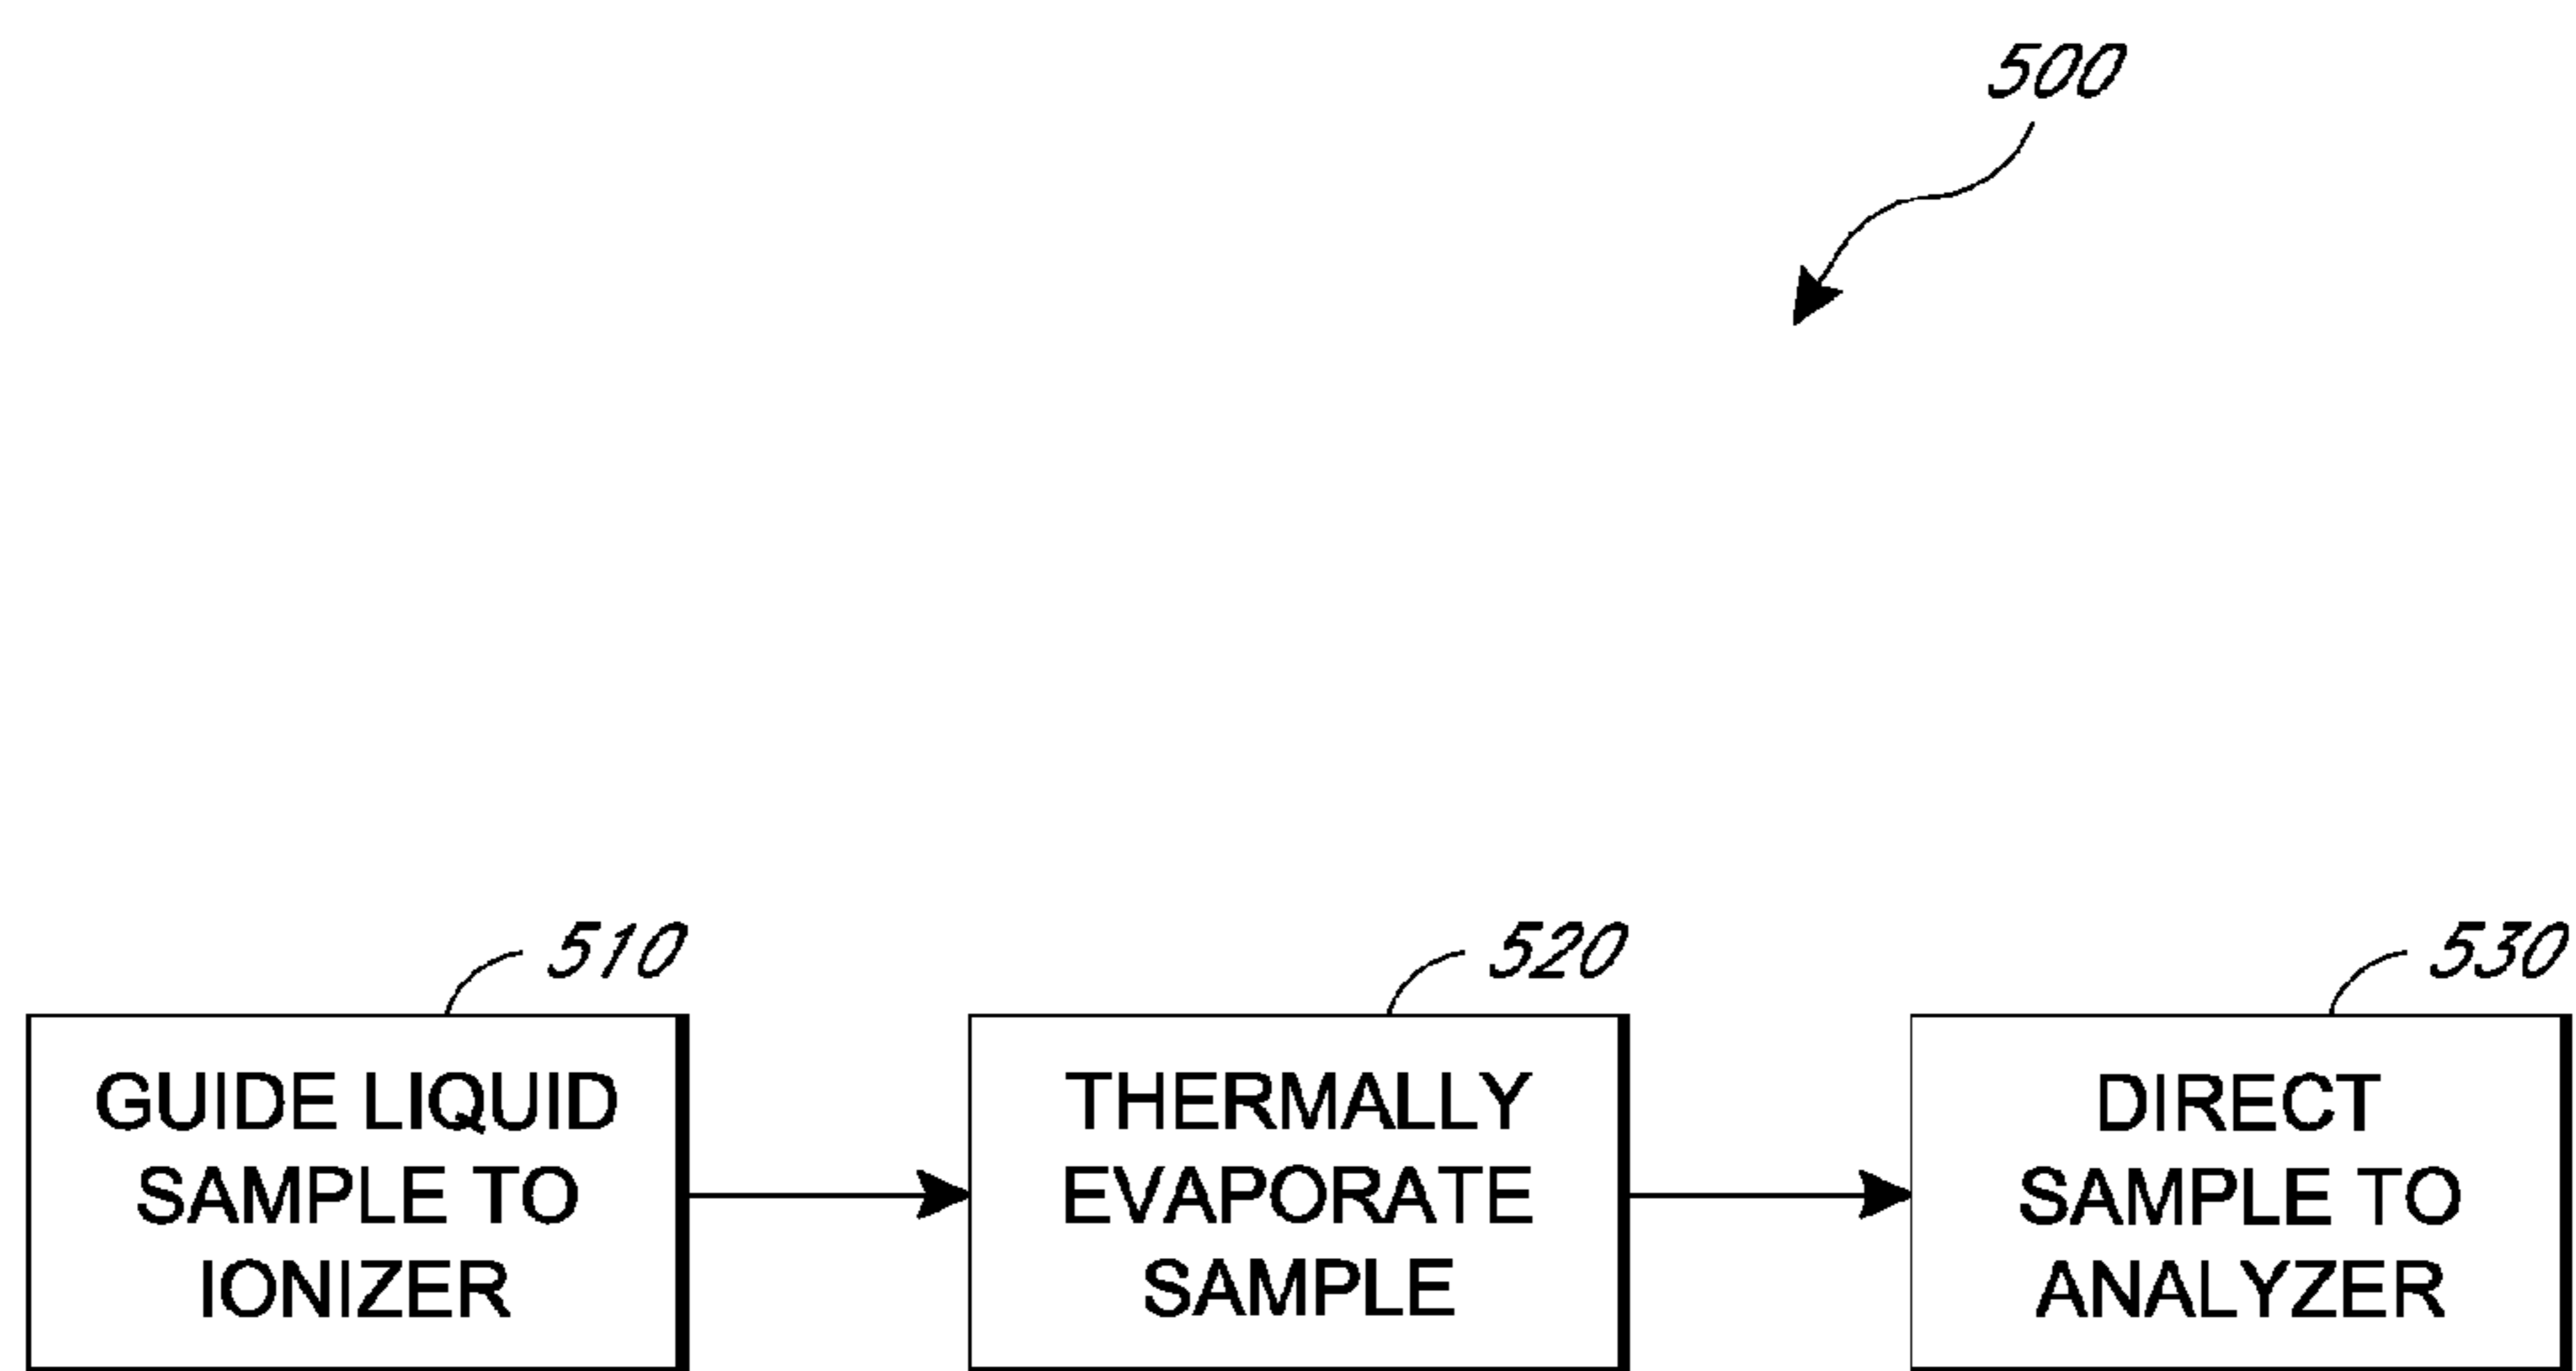 500
510
GUIDE LIQUID
SAMPLE TO
IONIZER
520
THERMALLY
EVAPORATE
SAMPLE
530
DIRECT
SAMPLE TO
ANALYZER